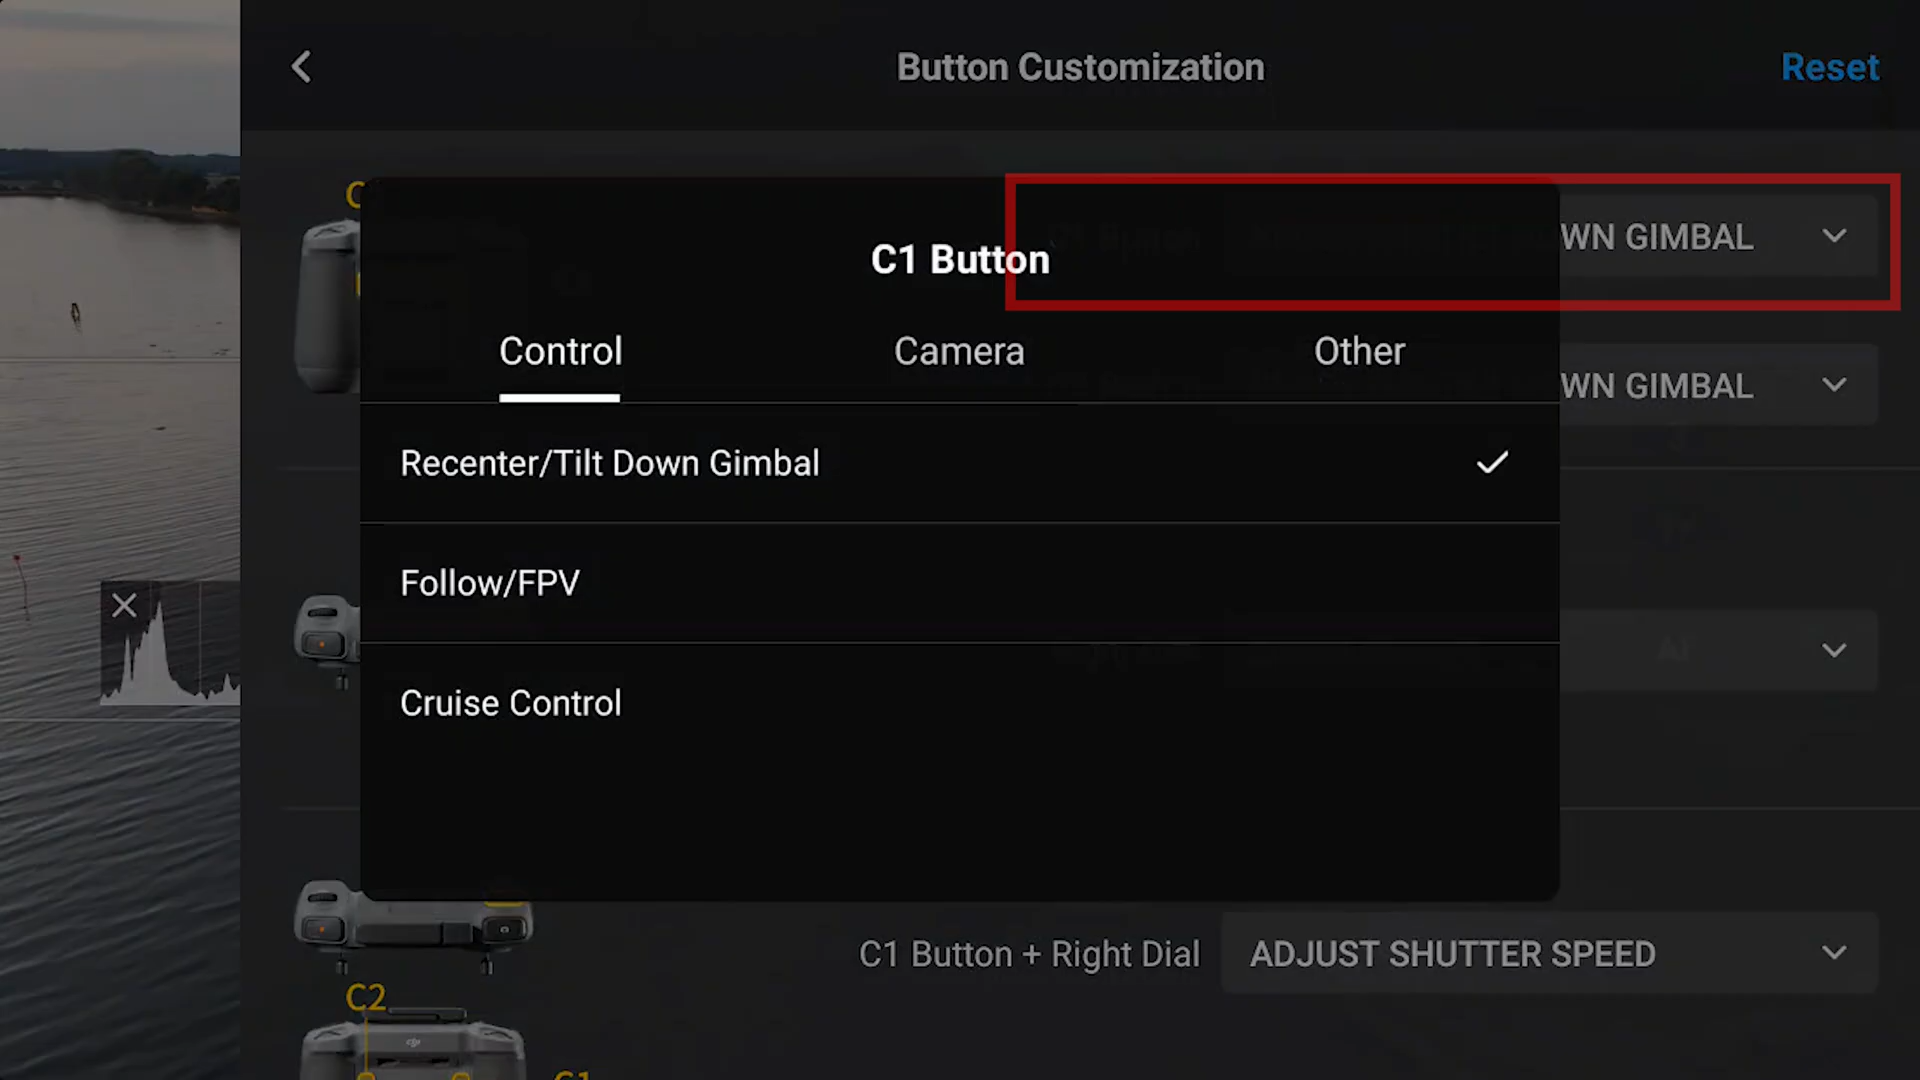 Button Customization
Reset
C1 Button
WN GIMBAL
Control
Camera
Other
WN GIMBAL
Recenter/Tilt Down Gimbal
Follow/FPV
Cruise Control
C1 Button + Right Dial
ADJUST SHUTTER SPEED
C2
C1